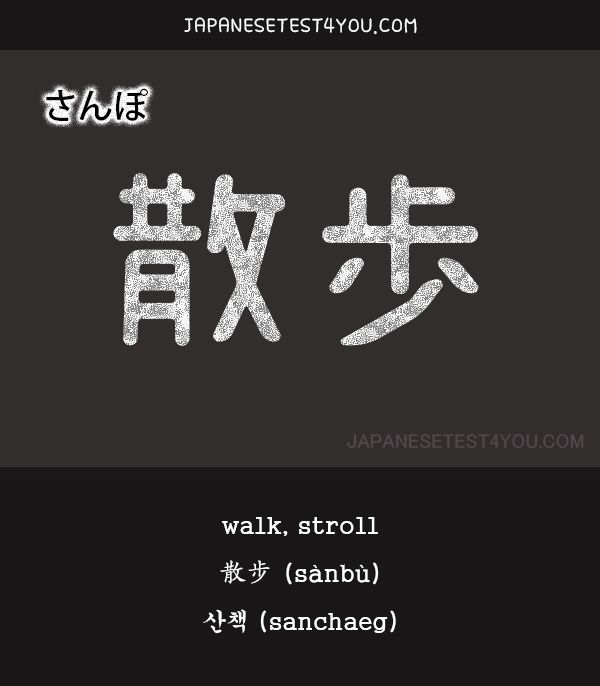 JAPANESETEST4YOU.COM
さんぽ
散歩
JAPANESETEST4YOU.COM
walk, stroll
散步 (sànbù)
산책 (sanchaeg)